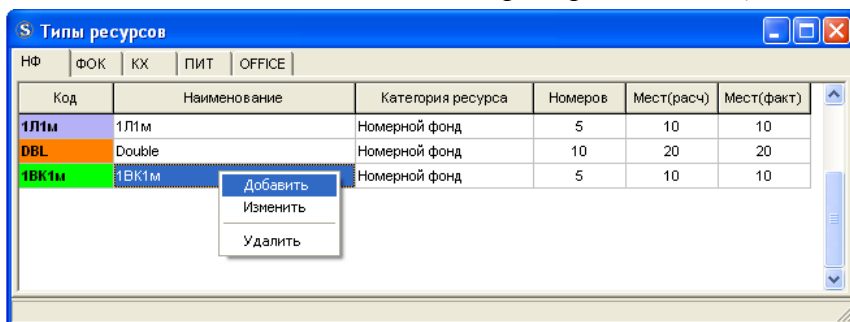 Типы ресурсов
НФ ФОК КХ ПИТ OFFICE
Код Наименование Категория ресурса Номеров Мест(расч) Мест(факт)
1Л1м 1Л1м Номерной фонд 5 10 10
DBL Double Номерной фонд 10 20 20
1ВК1м 1ВК1м Номерной фонд 5 10 10
Добавить
Изменить
Удалить